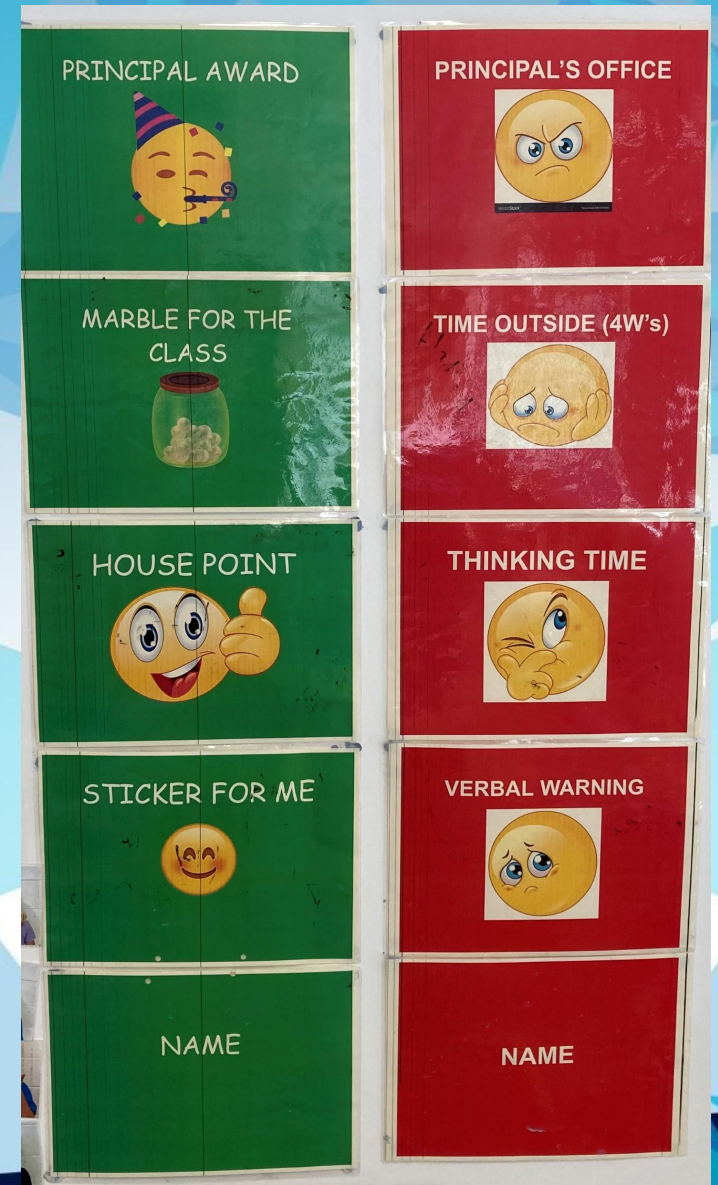 PRINCIPAL AWARD
MARBLE FOR THE
CLASS
HOUSE POINT
STICKER FOR ME
NAME
PRINCIPAL'S OFFICE
TIME OUTSIDE (4W's)
THINKING TIME
VERBAL WARNING
NAME